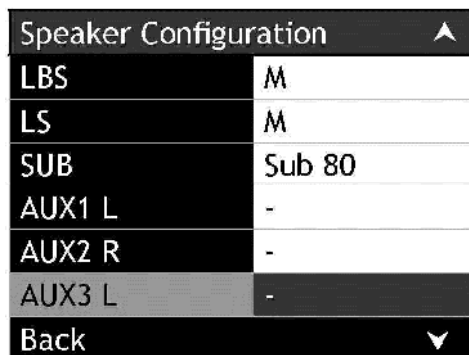 Speaker Configuration
LBS M
LS M
SUB Sub 80
AUX1 L -
AUX2 R -
AUX3 L -
Back